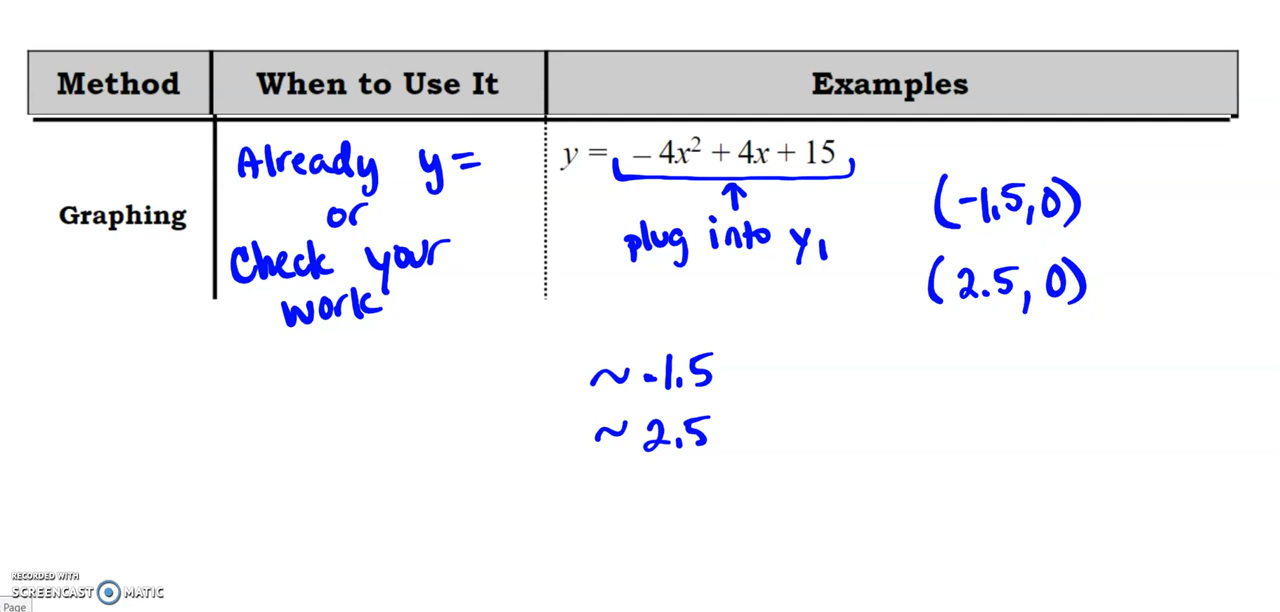 Method When to Use It Examples
Graphing
Already y =
or
Check your
work
y = – 4x² + 4x + 15
↑
plug into y₁
(-1.5, 0)
(2.5, 0)
~ -1.5
~ 2.5
RECORDED WITH
SCREENCAST MATIC
Page